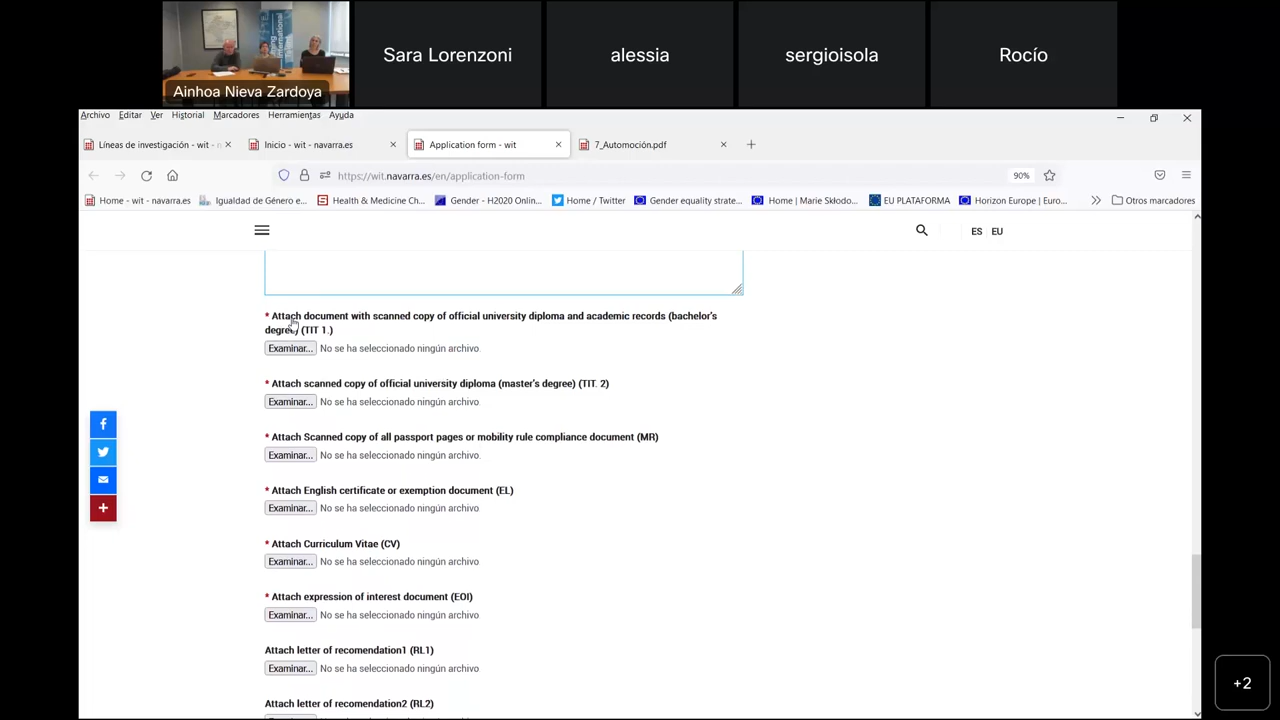 Ainhoa Nieva Zardoya
Sara Lorenzoni
alessia
sergioisola
Rocío
Archivo Editar Ver Historial Marcadores Herramientas Ayuda
Líneas de investigación - wit - n
Inicio - wit - navarra.es
Application form - wit
7_Automoción.pdf
https://wit.navarra.es/en/application-form
90%
Home - wit - navarra.es
Igualdad de Género e...
Health & Medicine Ch...
Gender - H2020 Onlin...
Home / Twitter
Gender equality strate...
Home | Marie Skłodo...
EU PLATAFORMA
Horizon Europe | Euro...
Otros marcadores
ES EU
* Attach document with scanned copy of official university diploma and academic records (bachelor's
degree) (TIT 1.)
Examinar... No se ha seleccionado ningún archivo.
* Attach scanned copy of official university diploma (master's degree) (TIT. 2)
Examinar... No se ha seleccionado ningún archivo.
* Attach Scanned copy of all passport pages or mobility rule compliance document (MR)
Examinar... No se ha seleccionado ningún archivo.
* Attach English certificate or exemption document (EL)
Examinar... No se ha seleccionado ningún archivo.
* Attach Curriculum Vitae (CV)
Examinar... No se ha seleccionado ningún archivo.
* Attach expression of interest document (EOI)
Examinar... No se ha seleccionado ningún archivo.
Attach letter of recomendation1 (RL1)
Examinar... No se ha seleccionado ningún archivo.
Attach letter of recomendation2 (RL2)
+2